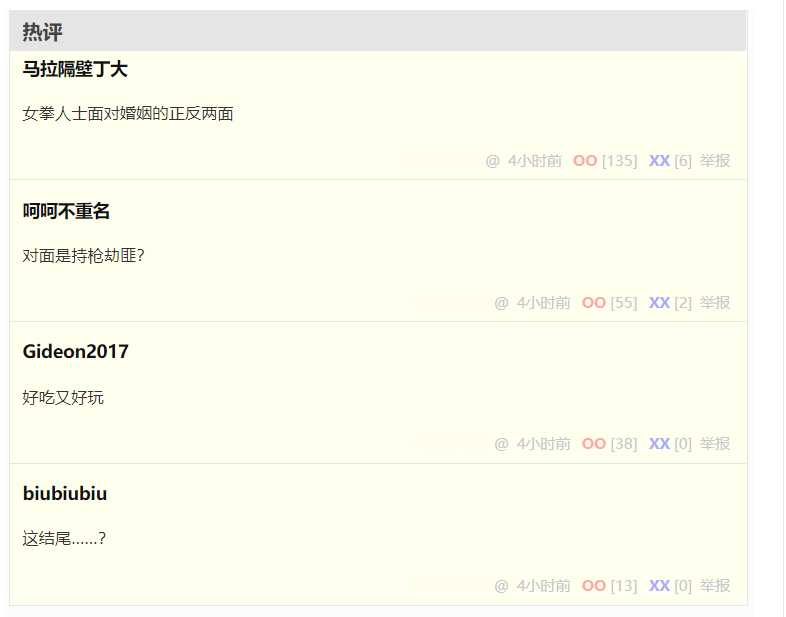 热评
马拉隔壁丁大
女拳人士面对婚姻的正反两面
@ 4小时前 OO [135] XX [6] 举报
呵呵不重名
对面是持枪劫匪？
@ 4小时前 OO [55] XX [2] 举报
Gideon2017
好吃又好玩
@ 4小时前 OO [38] XX [0] 举报
biubiubiu
这结尾……？
@ 4小时前 OO [13] XX [0] 举报